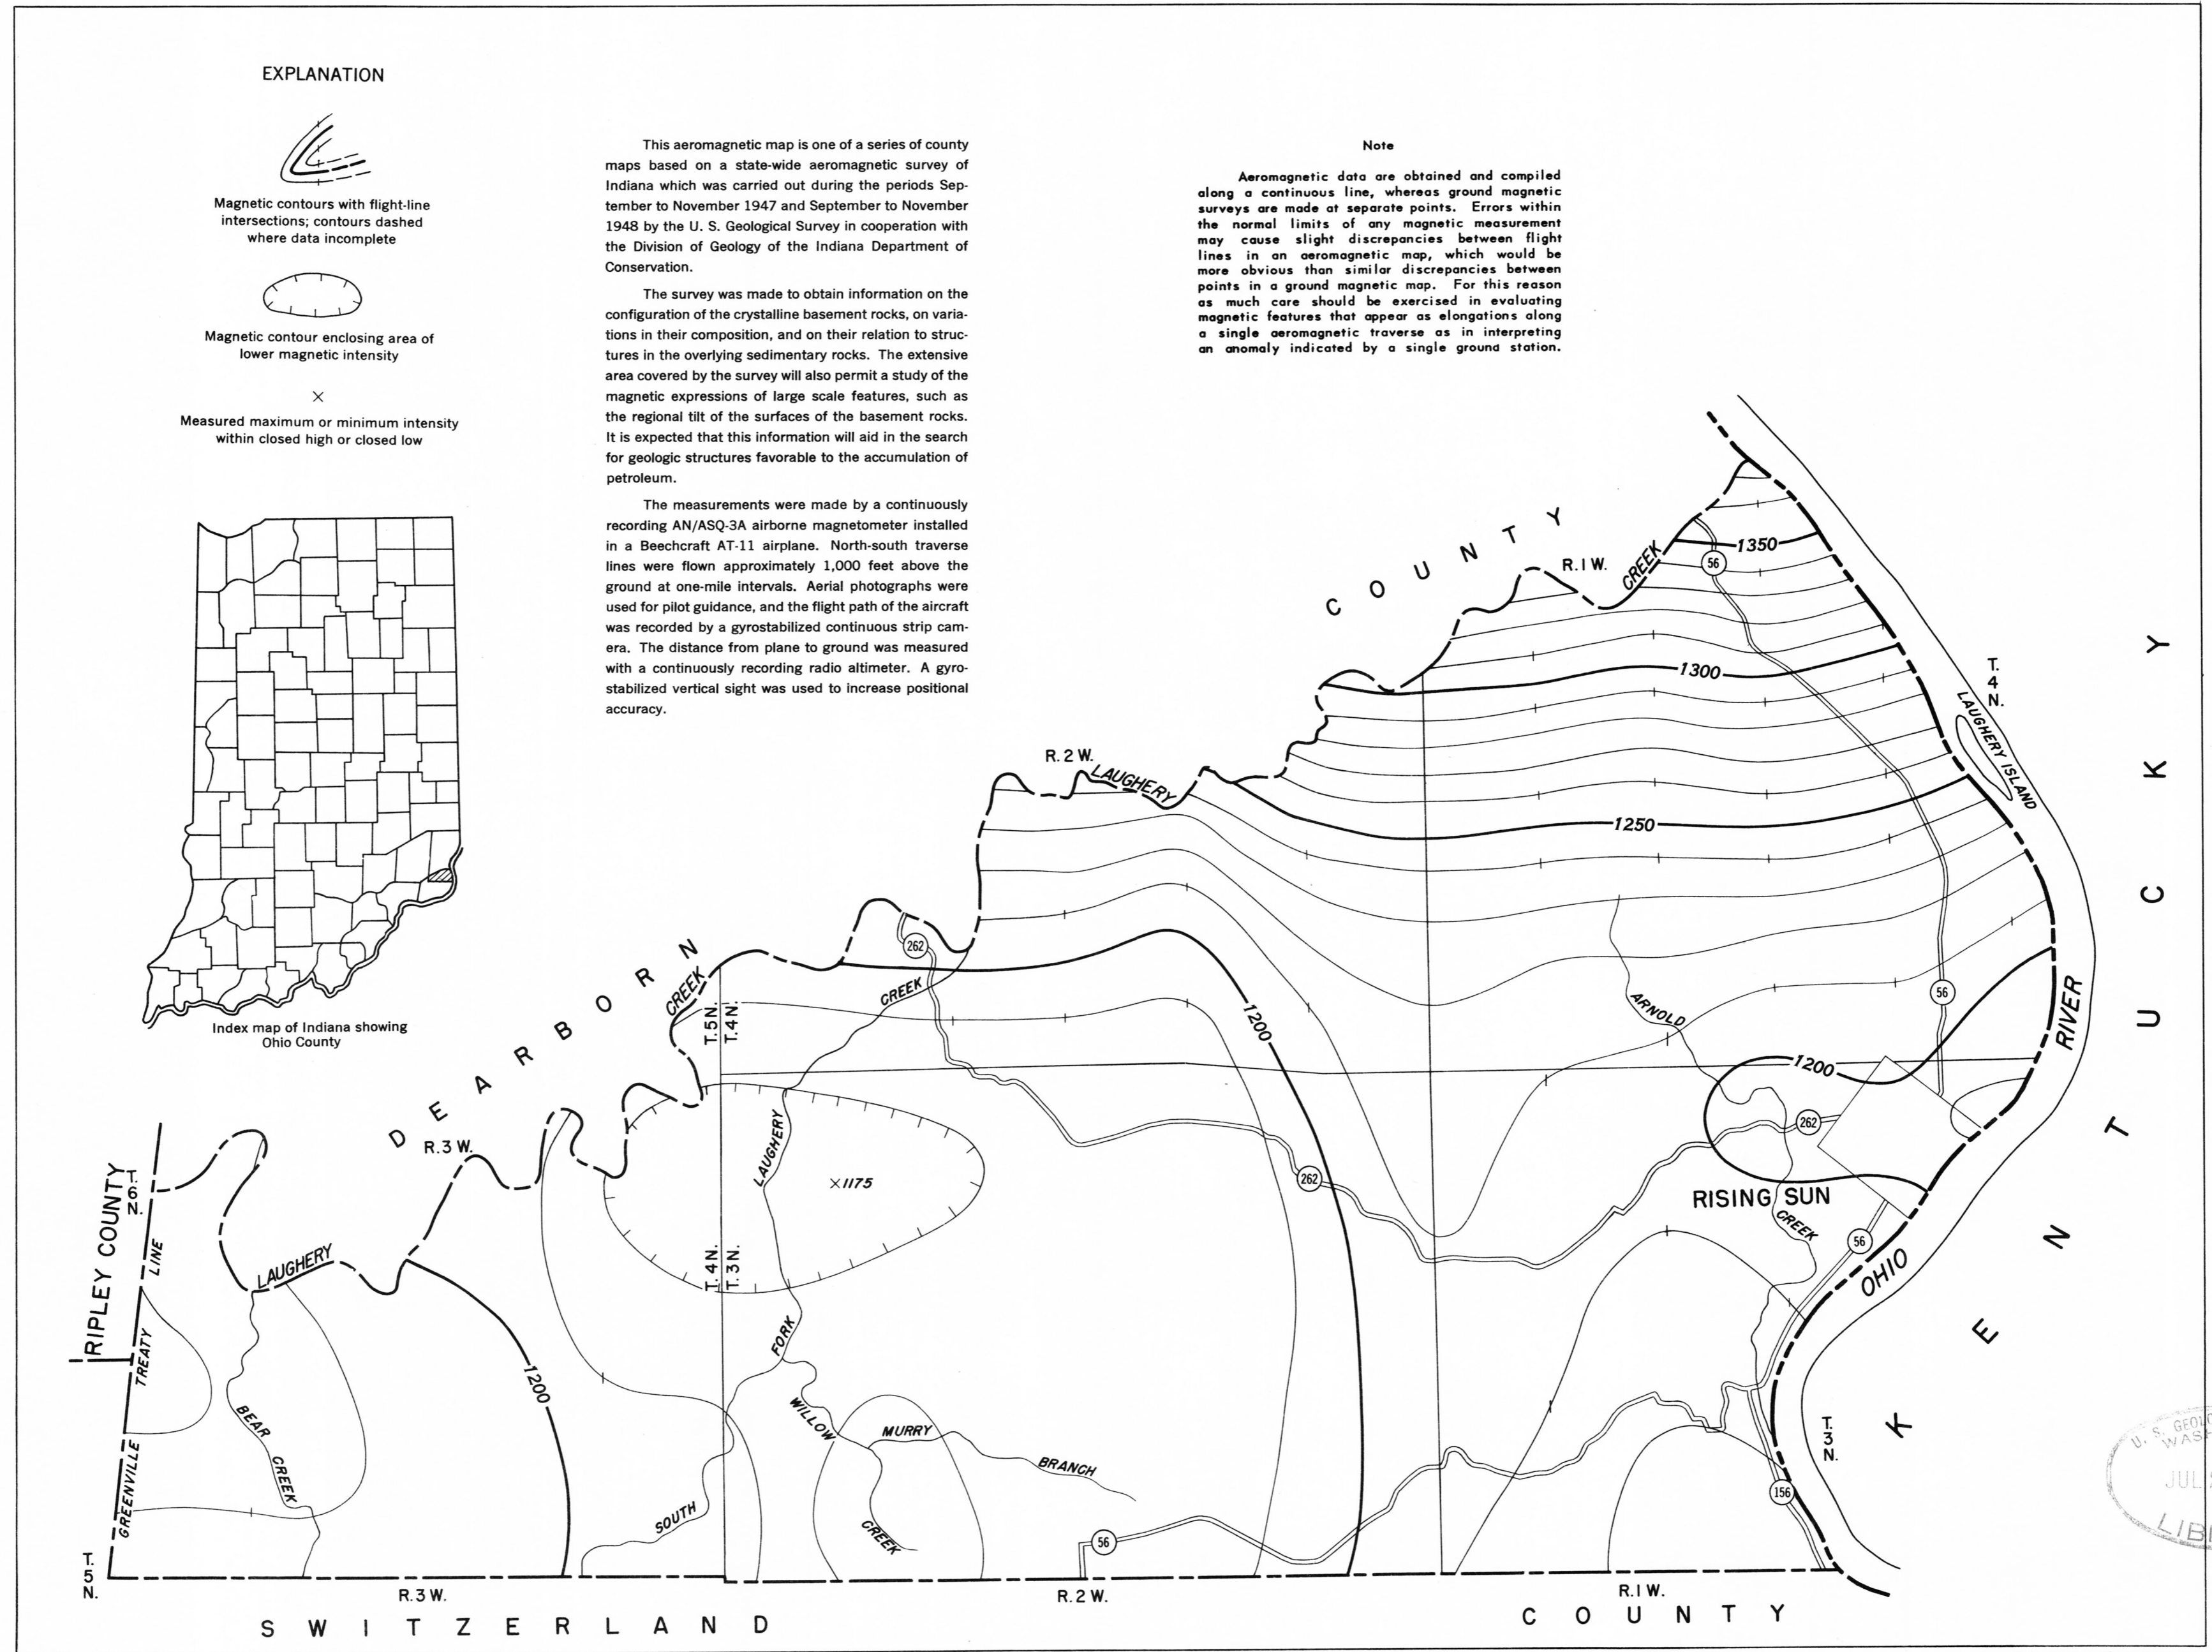 EXPLANATION
Magnetic contours with flight-line
intersections; contours dashed
where data incomplete
Magnetic contour enclosing area of
lower magnetic intensity
×
Measured maximum or minimum intensity
within closed high or closed low
Index map of Indiana showing
Ohio County
This aeromagnetic map is one of a series of county
maps based on a state-wide aeromagnetic survey of
Indiana which was carried out during the periods Sep-
tember to November 1947 and September to November
1948 by the U. S. Geological Survey in cooperation with
the Division of Geology of the Indiana Department of
Conservation.
The survey was made to obtain information on the
configuration of the crystalline basement rocks, on varia-
tions in their composition, and on their relation to struc-
tures in the overlying sedimentary rocks. The extensive
area covered by the survey will also permit a study of the
magnetic expressions of large scale features, such as
the regional tilt of the surfaces of the basement rocks.
It is expected that this information will aid in the search
for geologic structures favorable to the accumulation of
petroleum.
The measurements were made by a continuously
recording AN/ASQ-3A airborne magnetometer installed
in a Beechcraft AT-11 airplane. North-south traverse
lines were flown approximately 1,000 feet above the
ground at one-mile intervals. Aerial photographs were
used for pilot guidance, and the flight path of the aircraft
was recorded by a gyrostabilized continuous strip cam-
era. The distance from plane to ground was measured
with a continuously recording radio altimeter. A gyro-
stabilized vertical sight was used to increase positional
accuracy.
Note
Aeromagnetic data are obtained and compiled
along a continuous line, whereas ground magnetic
surveys are made at separate points. Errors within
the normal limits of any magnetic measurement
may cause slight discrepancies between flight
lines in an aeromagnetic map, which would be
more obvious than similar discrepancies between
points in a ground magnetic map. For this reason
as much care should be exercised in evaluating
magnetic features that appear as elongations along
a single aeromagnetic traverse as in interpreting
an anomaly indicated by a single ground station.
DEARBORN COUNTY
R.1W.
CREEK
1350
56
1300
T.
4
N.
LAUGHERY ISLAND
KENTUCKY
R.2W.
LAUGHERY
1250
262
CREEK
CREEK
T.5N.
T.4N.
1200
ARNOLD
56
RIVER
1200
262
R.3W.
RIPLEY COUNTY
T.
6
N.
LINE
LAUGHERY
×1175
262
RISING SUN
CREEK
56
OHIO
LAUGHERY
T.4N.
T.3N.
TREATY
FORK
1200
BEAR
CREEK
WILLOW
MURRY
BRANCH
CREEK
SOUTH
GREENVILLE
T.
3
N.
156
56
T.
5
N.
R.3W.
R.2W.
R.1W.
SWITZERLAND COUNTY
U. S. GEOL
WASH
JUL
LIB